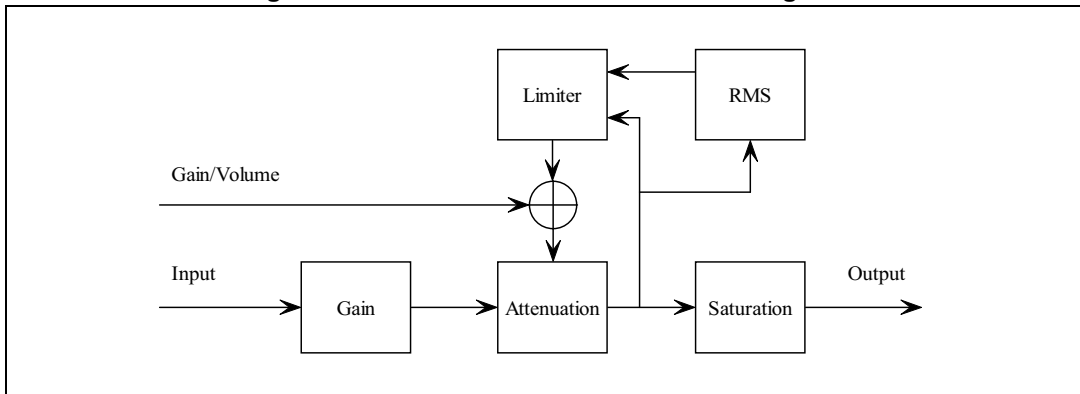 Limiter
RMS
Gain/Volume
Input
Output
Gain
Attenuation
Saturation